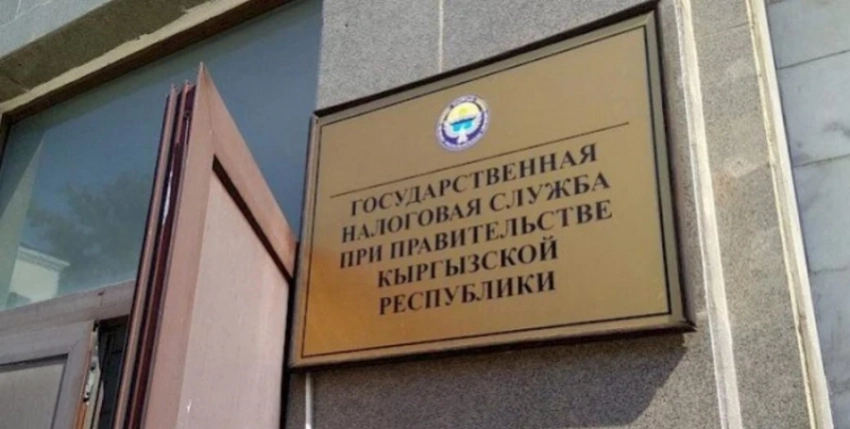 ГОСУДАРСТВЕННАЯ
НАЛОГОВАЯ СЛУЖБА
ПРИ ПРАВИТЕЛЬСТВЕ
КЫРГЫЗСКОЙ
РЕСПУБЛИКИ